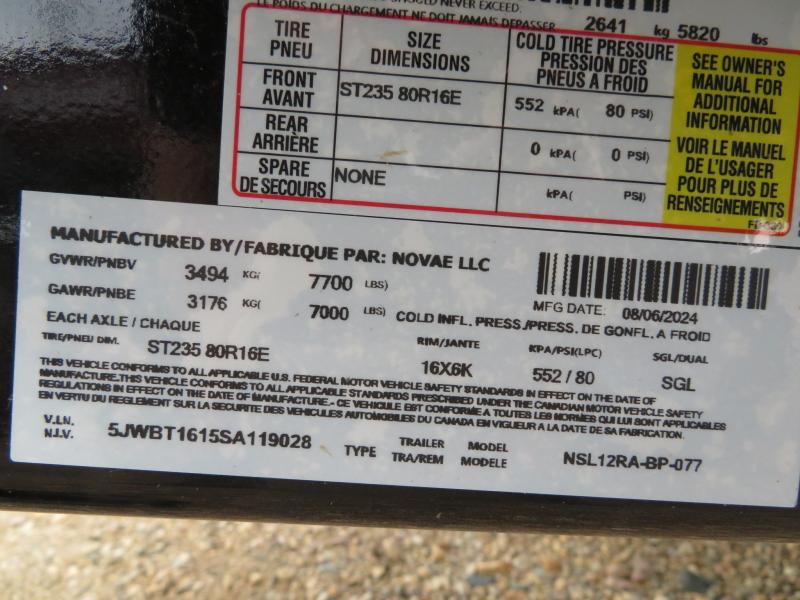 SHOULD NEVER EXCEED.
LE POIDS DU CHARGEMENT NE DOIT JAMAIS DEPASSER 2641 kg 5820 lbs
TIRE PNEU SIZE DIMENSIONS COLD TIRE PRESSURE PRESSION DES PNEUS A FROID
FRONT AVANT ST235 80R16E 552 kPA( 80 PSI)
REAR ARRIÈRE 0 kPA( 0 PSI)
SPARE DE SECOURS NONE kPA( PSI)
SEE OWNER'S
MANUAL FOR
ADDITIONAL
INFORMATION
VOIR LE MANUEL
DE L'USAGER
POUR PLUS DE
RENSEIGNEMENTS
MANUFACTURED BY/FABRIQUE PAR: NOVAE LLC
GVWR/PNBV 3494 KG( 7700 LBS)
MFG DATE: 08/06/2024
GAWR/PNBE 3176 KG( 7000 LBS) COLD INFL. PRESS./PRESS. DE GONFL. A FROID
EACH AXLE / CHAQUE RIM/JANTE KPA/PSI(LPC) SGL/DUAL
TIRE/PNEU DIM. ST235 80R16E 16X6K 552 / 80 SGL
THIS VEHICLE CONFORMS TO ALL APPLICABLE U.S. FEDERAL MOTOR VEHICLE SAFETY STANDARDS IN EFFECT ON THE DATE OF
MANUFACTURE.THIS VEHICLE CONFORMS TO ALL APPLICABLE STANDARDS PRESCRIBED UNDER THE CANADIAN MOTOR VEHICLE SAFETY
REGULATIONS IN EFFECT ON THE DATE OF MANUFACTURE. - CE VEHICULE EST CONFORME A TOUTES LES NORMES QUI LUI SONT APPLICABLES
EN VERTU DU REGLEMENT SUR LA SECURITE DES VEHICULES AUTOMOBILES DU CANADA EN VIGUEUR A LA DATE DE SA FABRICATION.
V.I.N. 5JWBT1615SA119028 TYPE TRAILER MODEL NSL12RA-BP-077
N.I.V. TRA/REM MODELE